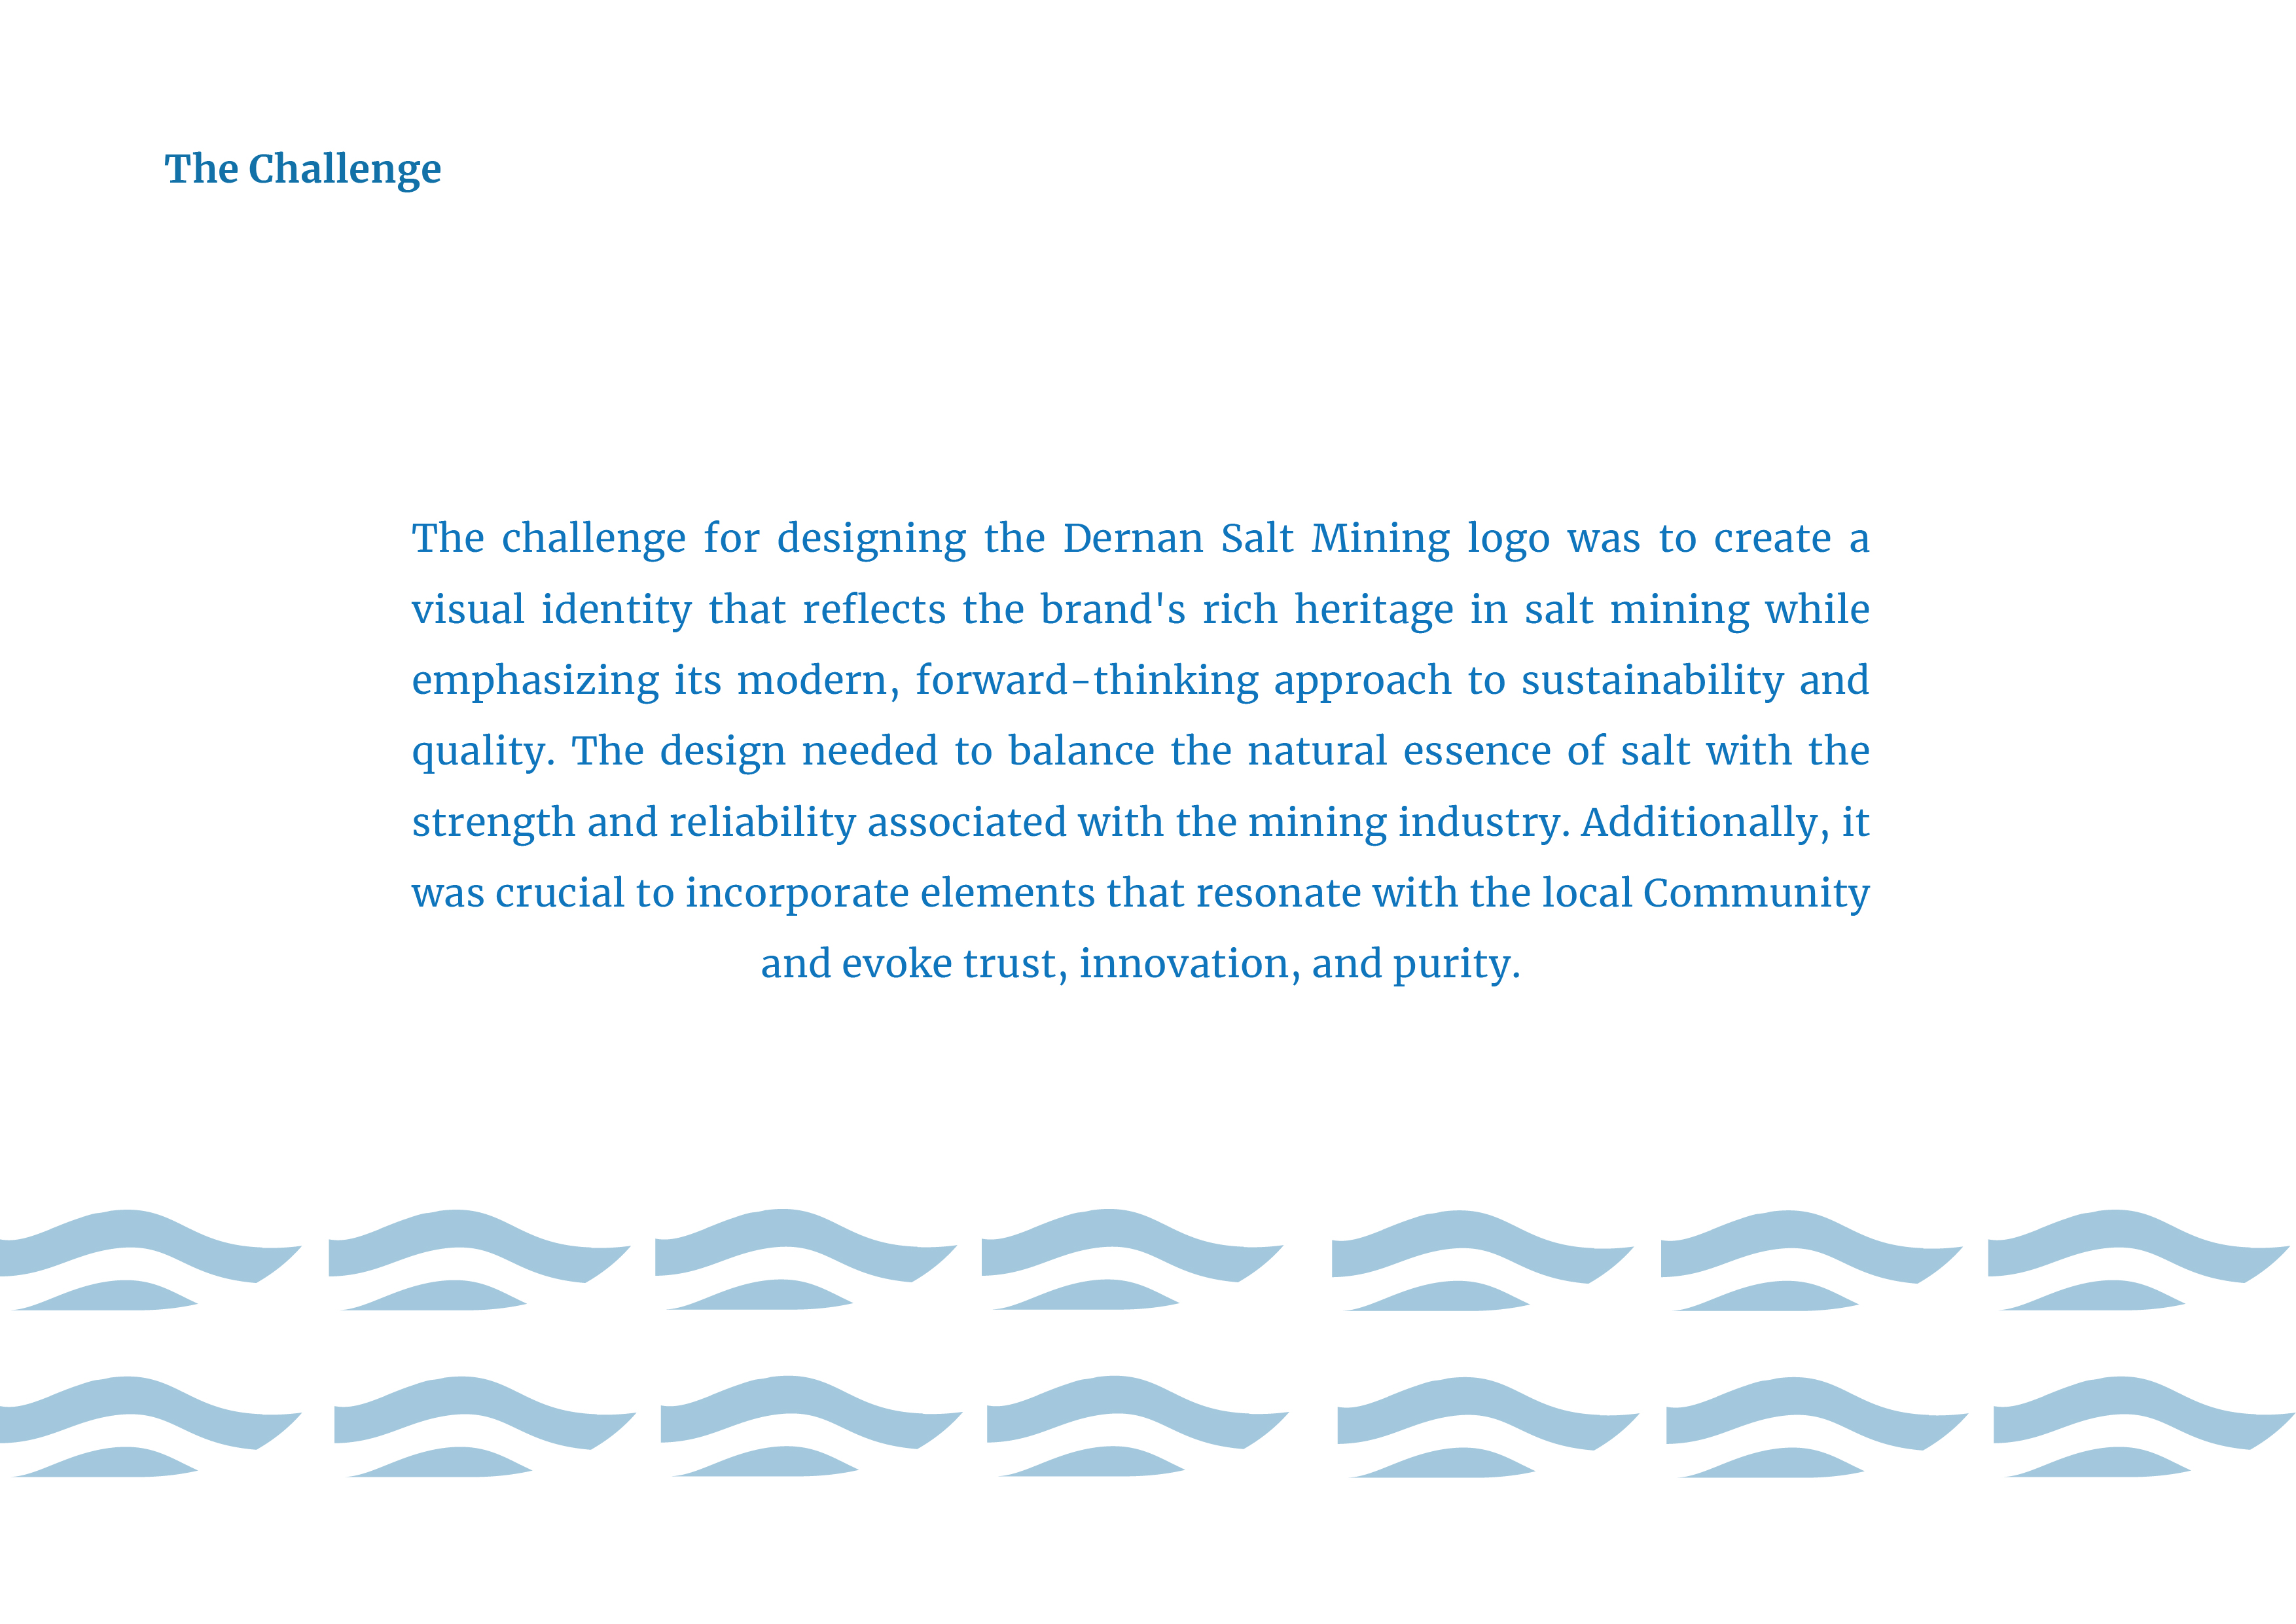 The Challenge
The challenge for designing the Dernan Salt Mining logo was to create a
visual identity that reflects the brand's rich heritage in salt mining while
emphasizing its modern, forward-thinking approach to sustainability and
quality. The design needed to balance the natural essence of salt with the
strength and reliability associated with the mining industry. Additionally, it
was crucial to incorporate elements that resonate with the local Community
and evoke trust, innovation, and purity.